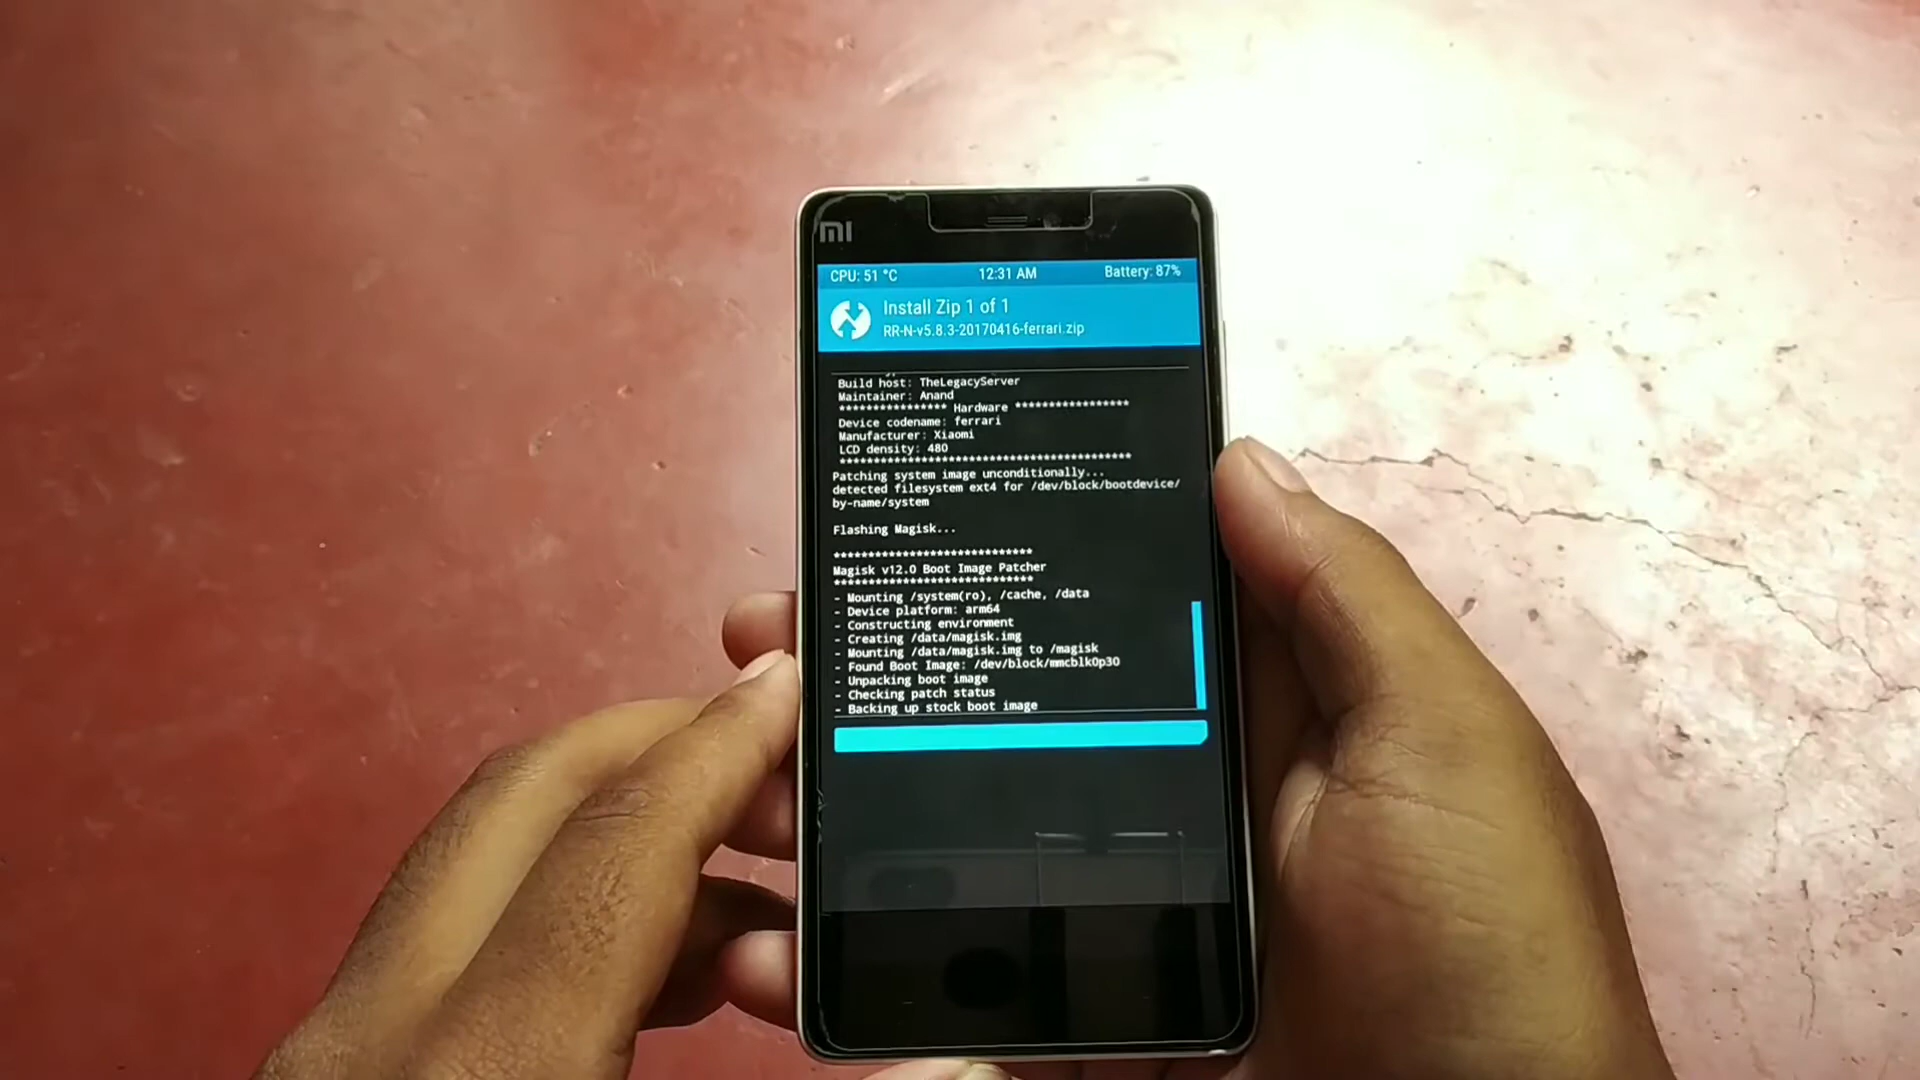 MI
CPU: 51 °C 12:31 AM Battery: 87%
Install Zip 1 of 1
RR-N-v5.8.3-20170416-ferrari.zip
Build host: TheLegacyServer
Maintainer: Anand
**************** Hardware *****************
Device codename: ferrari
Manufacturer: Xiaomi
LCD density: 480
*******************************************
Patching system image unconditionally...
detected filesystem ext4 for /dev/block/bootdevice/
by-name/system
Flashing Magisk...
*****************************
Magisk v12.0 Boot Image Patcher
*****************************
- Mounting /system(ro), /cache, /data
- Device platform: arm64
- Constructing environment
- Creating /data/magisk.img
- Mounting /data/magisk.img to /magisk
- Found Boot Image: /dev/block/mmcblk0p30
- Unpacking boot image
- Checking patch status
- Backing up stock boot image